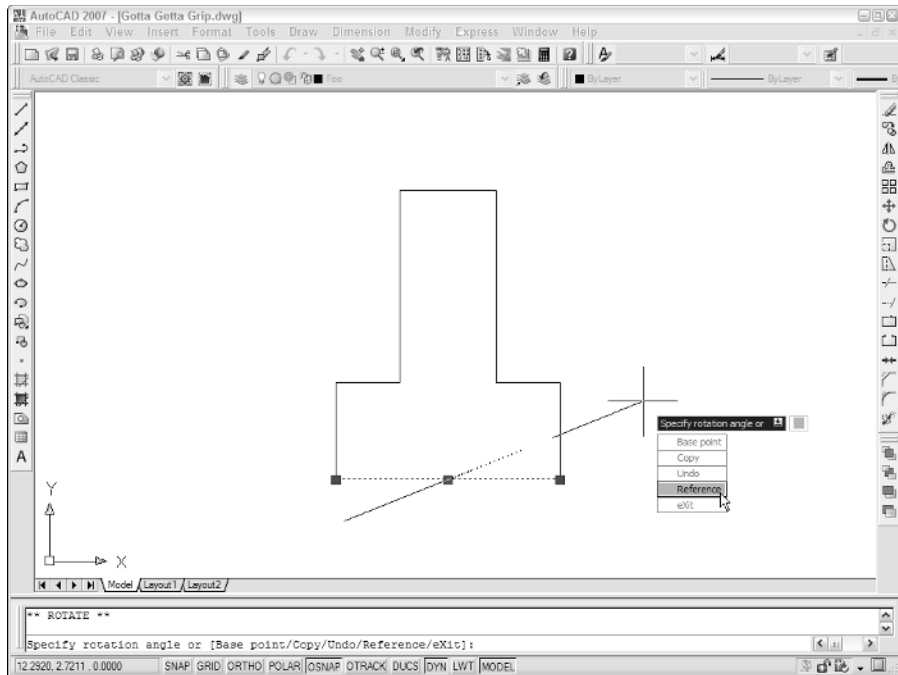 AutoCAD 2007 - [Gotta Getta Grip.dwg]
File Edit View Insert Format Tools Draw Dimension Modify Express Window Help
AutoCAD Classic
Foo
ByLayer
ByLayer
A
Specify rotation angle or
Base point
Copy
Undo
Reference
eXit
Y
X
Model Layout1 Layout2
** ROTATE **
Specify rotation angle or [Base point/Copy/Undo/Reference/eXit]:
12.2920, 2.7211 , 0.0000 SNAP GRID ORTHO POLAR OSNAP OTRACK DUCS DYN LWT MODEL